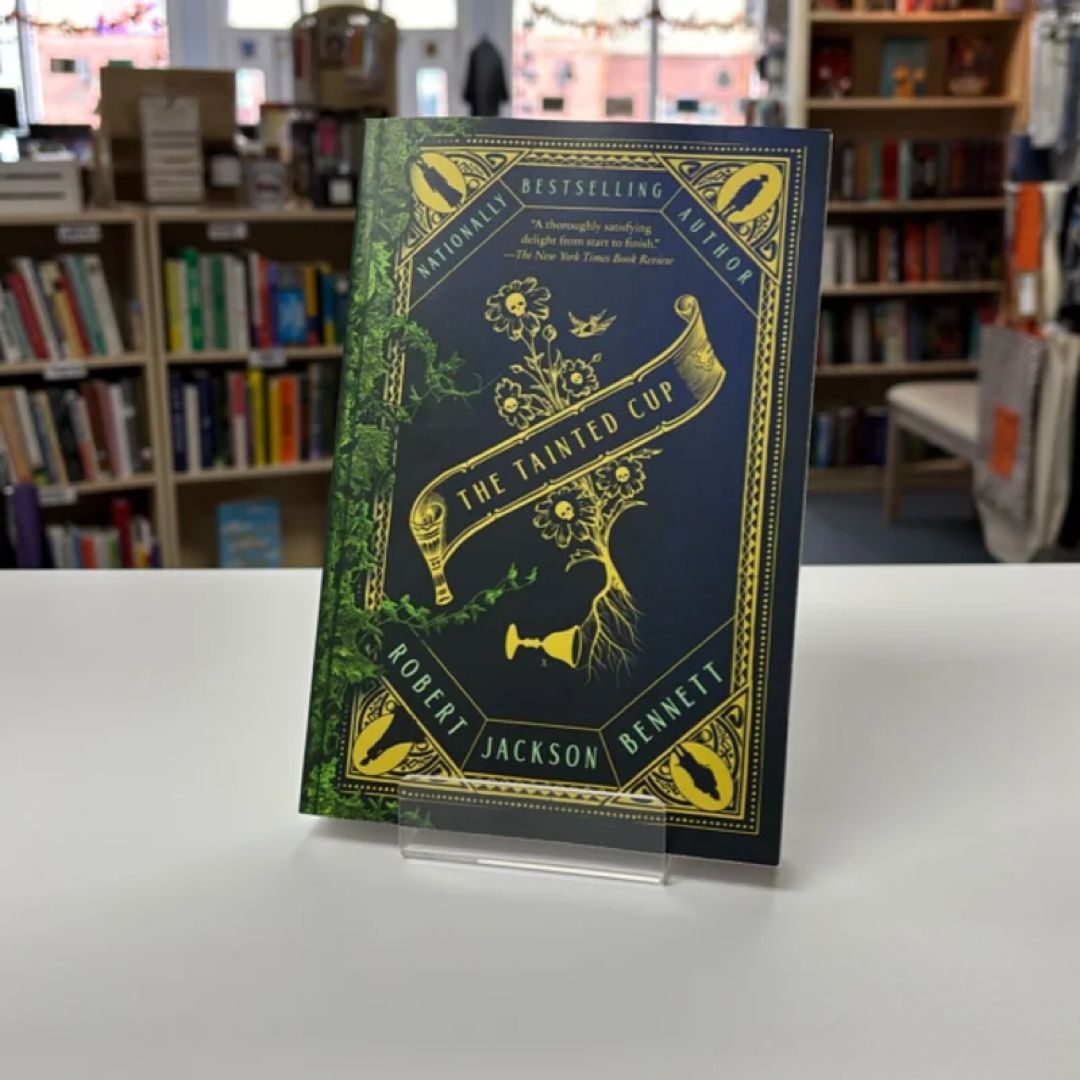 NATIONALLY
BESTSELLING
AUTHOR
"A thoroughly satisfying
delight from start to finish."
—The New York Times Book Review
THE TAINTED CUP
ROBERT
JACKSON
BENNETT